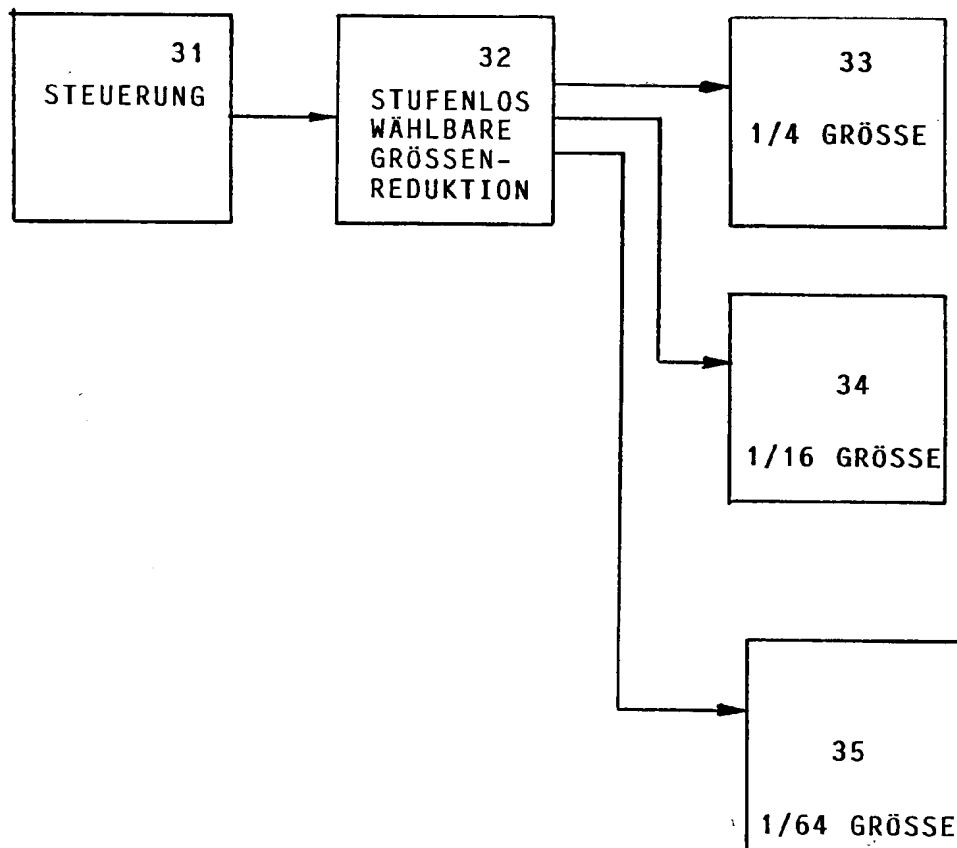 31
STEUERUNG
32
STUFENLOS
WÄHLBARE
GRÖSSEN-
REDUKTION
33
1/4 GRÖSSE
34
1/16 GRÖSSE
35
1/64 GRÖSSE